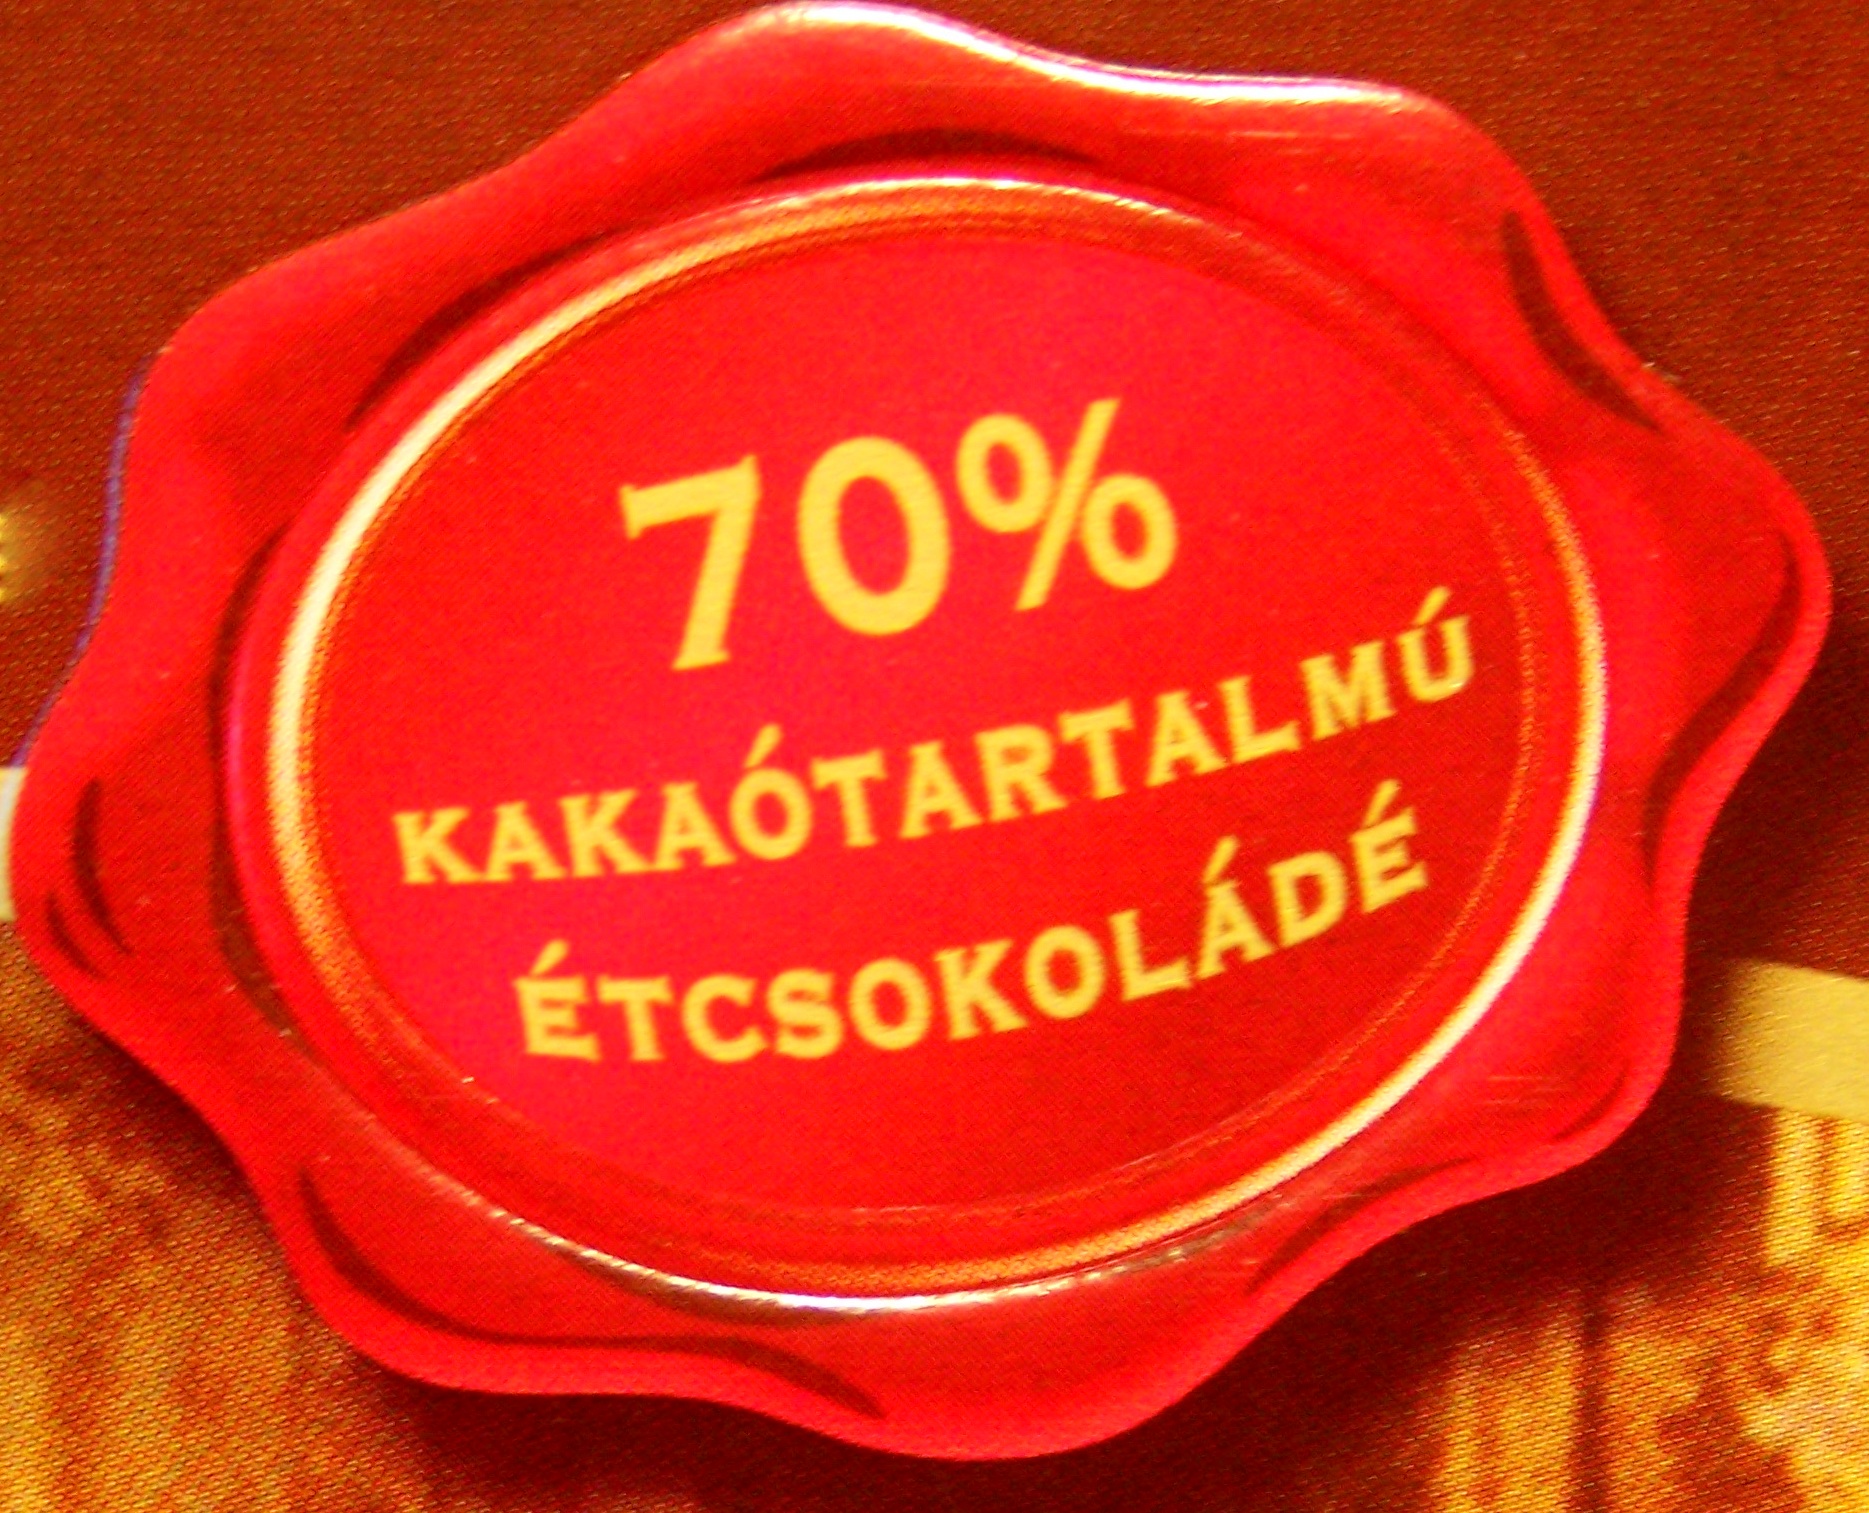 70%
KAKAÓTARTALMÚ
ÉTCSOKOLÁDÉ